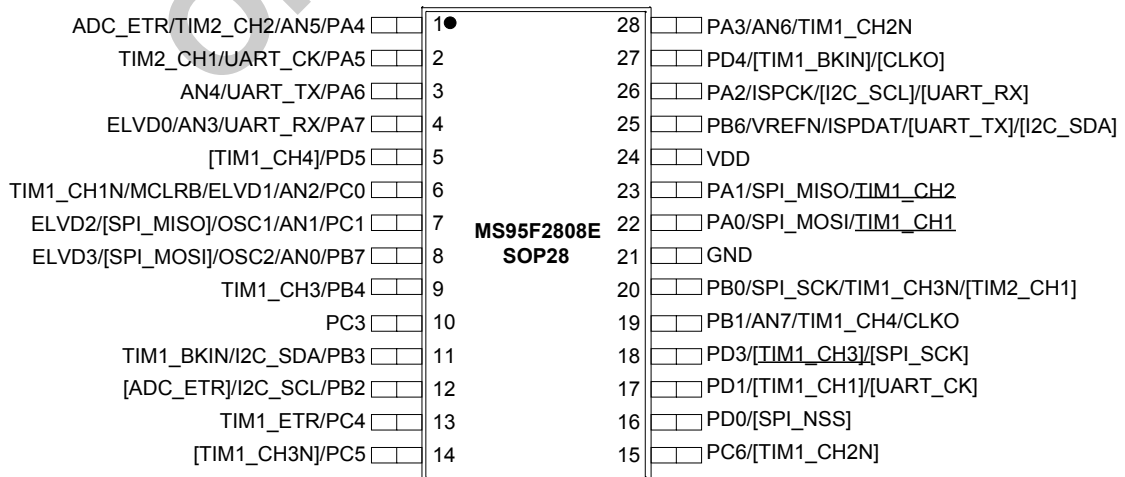 ADC_ETR/TIM2_CH2/AN5/PA4 1 28 PA3/AN6/TIM1_CH2N
TIM2_CH1/UART_CK/PA5 2 27 PD4/[TIM1_BKIN]/[CLKO]
AN4/UART_TX/PA6 3 26 PA2/ISPCK/[I2C_SCL]/[UART_RX]
ELVD0/AN3/UART_RX/PA7 4 25 PB6/VREFN/ISPDAT/[UART_TX]/[I2C_SDA]
[TIM1_CH4]/PD5 5 24 VDD
TIM1_CH1N/MCLRB/ELVD1/AN2/PC0 6 23 PA1/SPI_MISO/TIM1_CH2
ELVD2/[SPI_MISO]/OSC1/AN1/PC1 7 22 PA0/SPI_MOSI/TIM1_CH1
MS95F2808E
SOP28
ELVD3/[SPI_MOSI]/OSC2/AN0/PB7 8 21 GND
TIM1_CH3/PB4 9 20 PB0/SPI_SCK/TIM1_CH3N/[TIM2_CH1]
PC3 10 19 PB1/AN7/TIM1_CH4/CLKO
TIM1_BKIN/I2C_SDA/PB3 11 18 PD3/[TIM1_CH3]/[SPI_SCK]
[ADC_ETR]/I2C_SCL/PB2 12 17 PD1/[TIM1_CH1]/[UART_CK]
TIM1_ETR/PC4 13 16 PD0/[SPI_NSS]
[TIM1_CH3N]/PC5 14 15 PC6/[TIM1_CH2N]